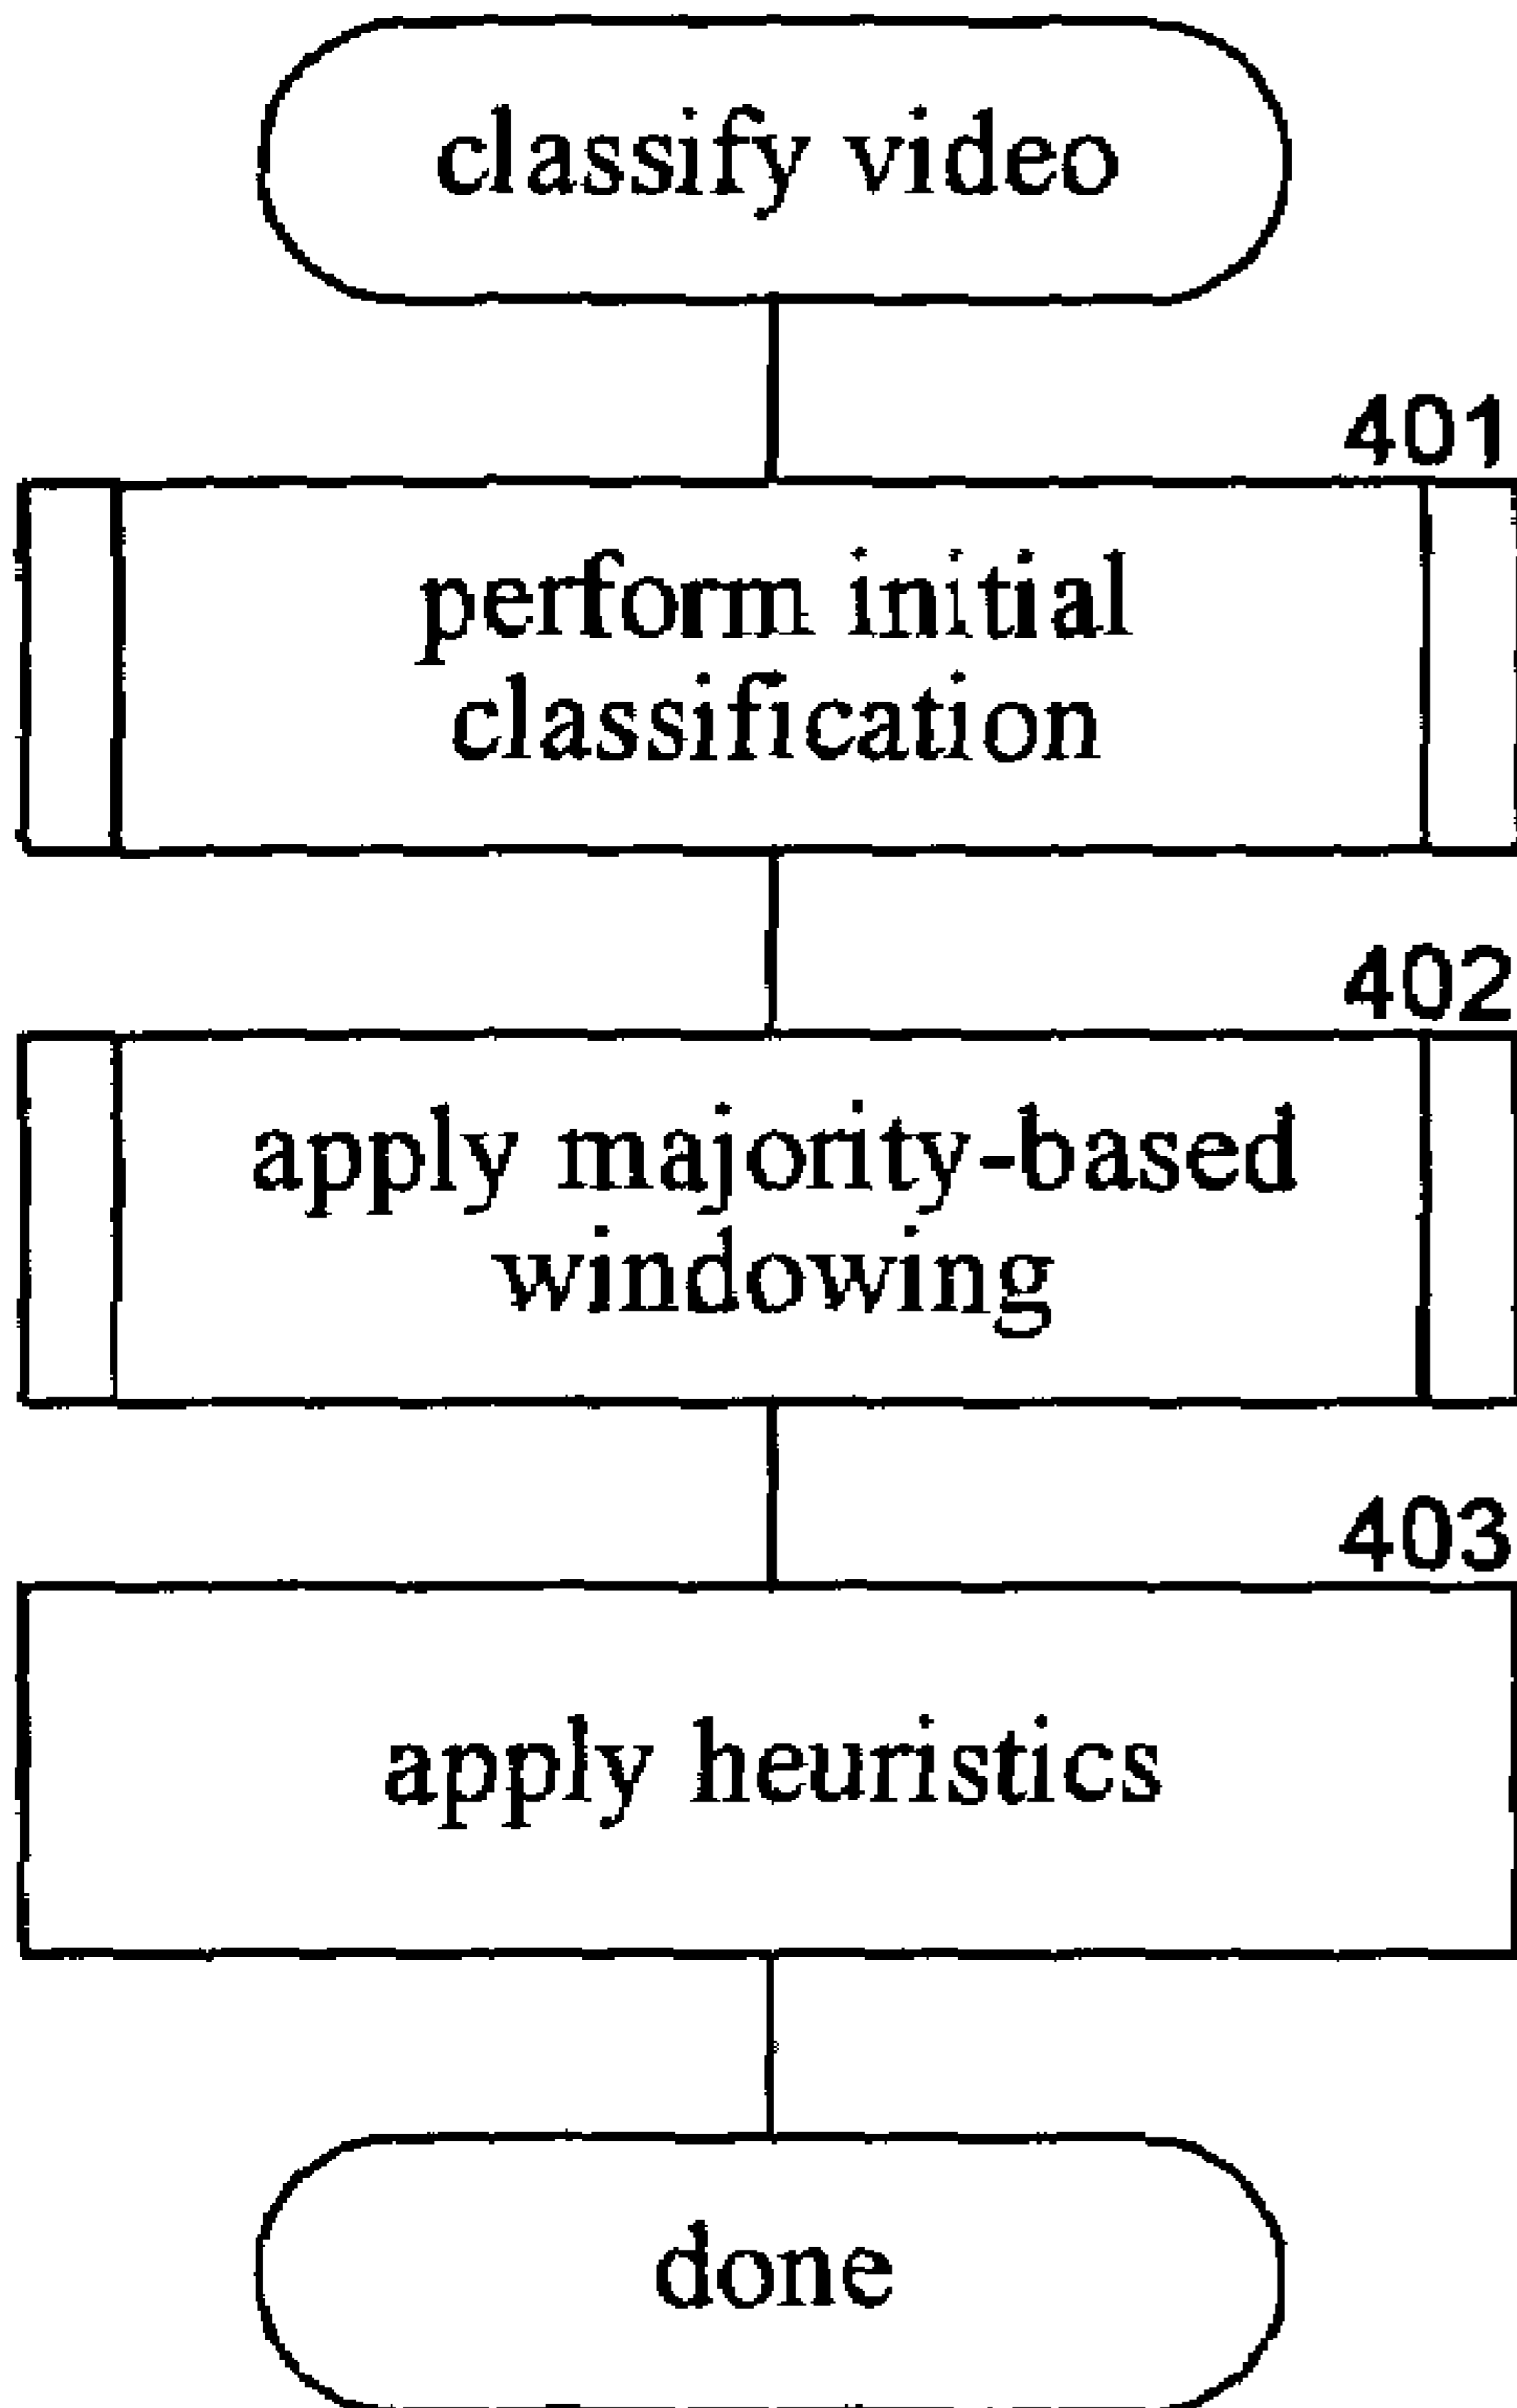 classify video
401
perform initial
classification
402
apply majority-based
windowing
403
apply heuristics
done